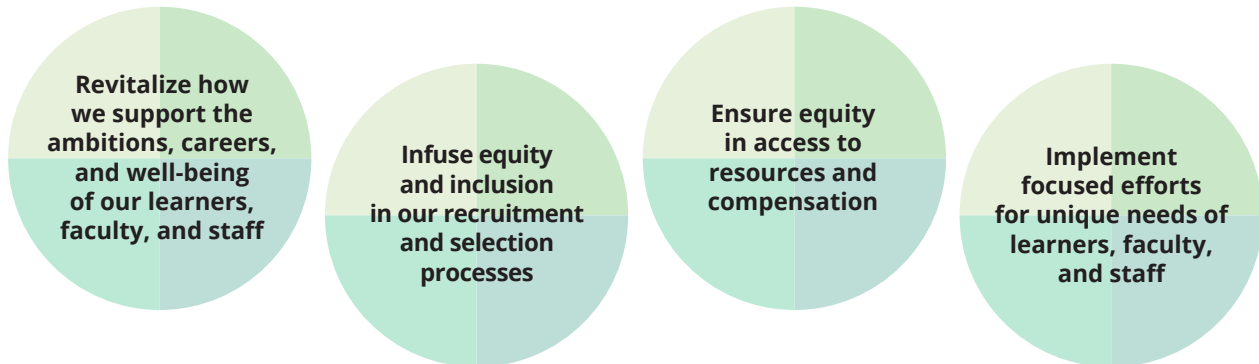 Revitalize how
we support the
ambitions, careers,
and well-being
of our learners,
faculty, and staff
Infuse equity
and inclusion
in our recruitment
and selection
processes
Ensure equity
in access to
resources and
compensation
Implement
focused efforts
for unique needs of
learners, faculty,
and staff